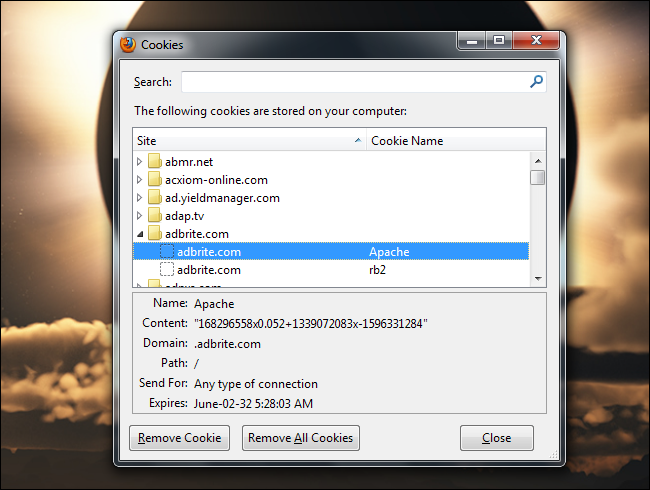 Cookies
Search:
The following cookies are stored on your computer:
Site Cookie Name
abmr.net
acxiom-online.com
ad.yieldmanager.com
adap.tv
adbrite.com
adbrite.com Apache
adbrite.com rb2
Name: Apache
Content: "168296558x0.052+1339072083x-1596331284"
Domain: .adbrite.com
Path: /
Send For: Any type of connection
Expires: June-02-32 5:28:03 AM
Remove Cookie Remove All Cookies Close